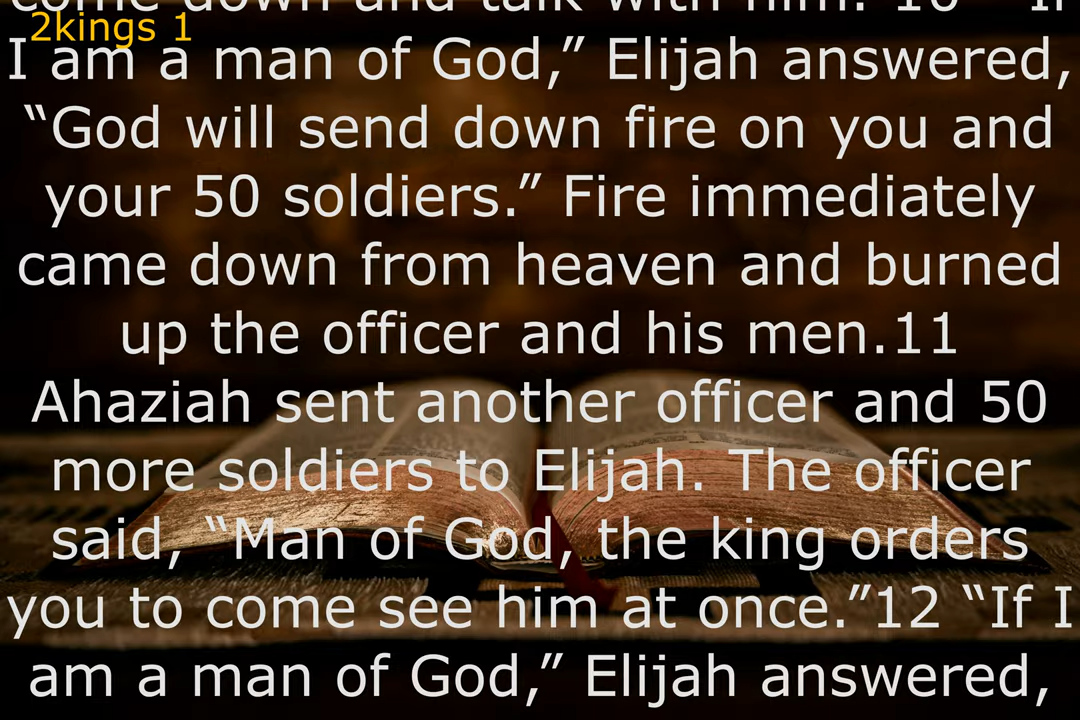 come down and talk with him.”10 “If
2kings 1
I am a man of God,” Elijah answered,
“God will send down fire on you and
your 50 soldiers.” Fire immediately
came down from heaven and burned
up the officer and his men.11
Ahaziah sent another officer and 50
more soldiers to Elijah. The officer
said, “Man of God, the king orders
you to come see him at once.”12 “If I
am a man of God,” Elijah answered,